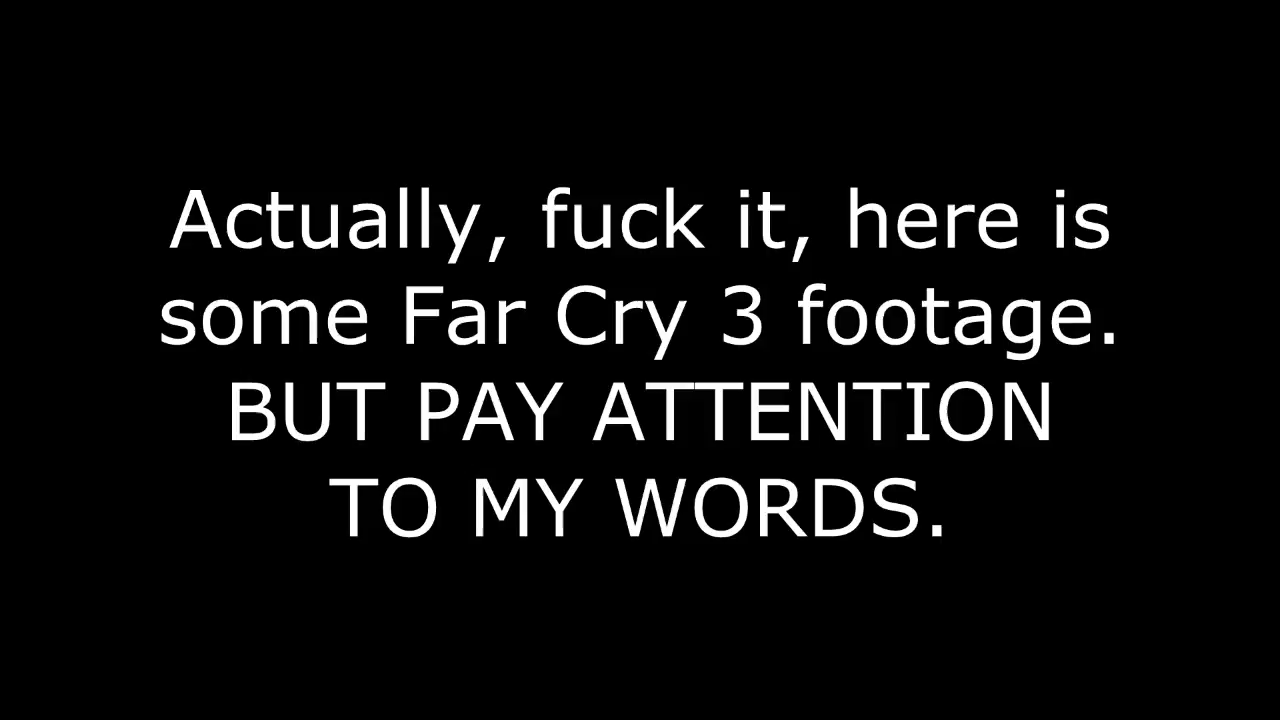 Actually, fuck it, here is
some Far Cry 3 footage.
BUT PAY ATTENTION
TO MY WORDS.